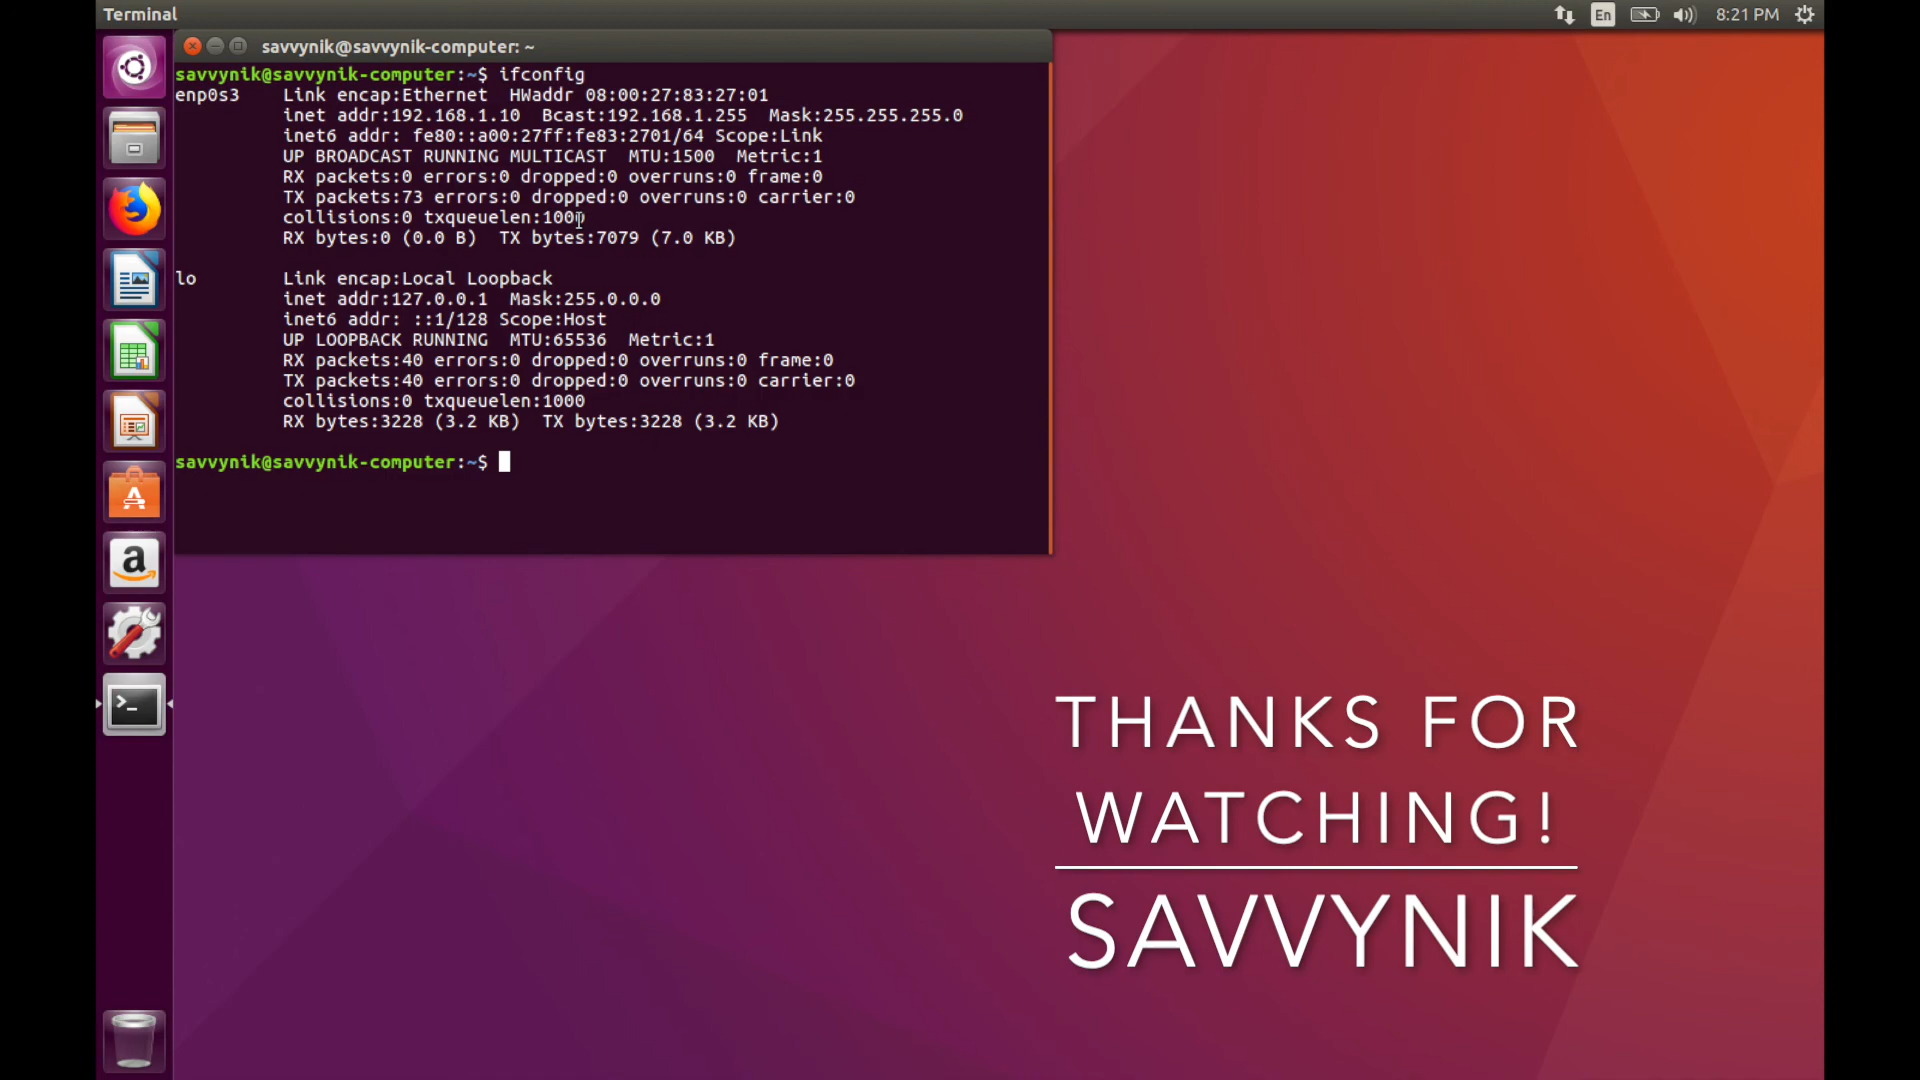 Terminal
En
8:21 PM
savvynik@savvynik-computer: ~
savvynik@savvynik-computer:~$ ifconfig
enp0s3    Link encap:Ethernet  HWaddr 08:00:27:83:27:01
          inet addr:192.168.1.10  Bcast:192.168.1.255  Mask:255.255.255.0
          inet6 addr: fe80::a00:27ff:fe83:2701/64 Scope:Link
          UP BROADCAST RUNNING MULTICAST  MTU:1500  Metric:1
          RX packets:0 errors:0 dropped:0 overruns:0 frame:0
          TX packets:73 errors:0 dropped:0 overruns:0 carrier:0
          collisions:0 txqueuelen:1000
          RX bytes:0 (0.0 B)  TX bytes:7079 (7.0 KB)
lo        Link encap:Local Loopback
          inet addr:127.0.0.1  Mask:255.0.0.0
          inet6 addr: ::1/128 Scope:Host
          UP LOOPBACK RUNNING  MTU:65536  Metric:1
          RX packets:40 errors:0 dropped:0 overruns:0 frame:0
          TX packets:40 errors:0 dropped:0 overruns:0 carrier:0
          collisions:0 txqueuelen:1000
          RX bytes:3228 (3.2 KB)  TX bytes:3228 (3.2 KB)
savvynik@savvynik-computer:~$
THANKS FOR
WATCHING!
SAVVYNIK